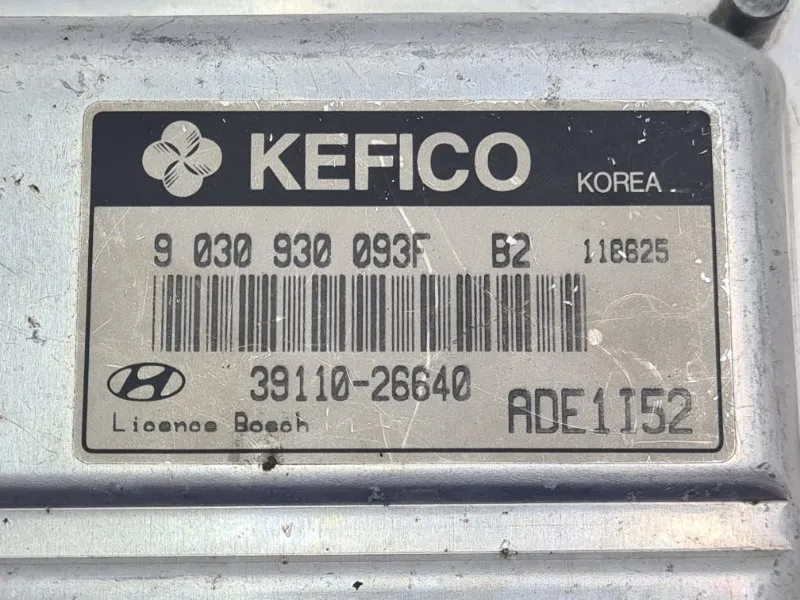 KEFICO KOREA
9 030 930 093F B2 118625
39110-26640
Licence Bosch ADE1I52